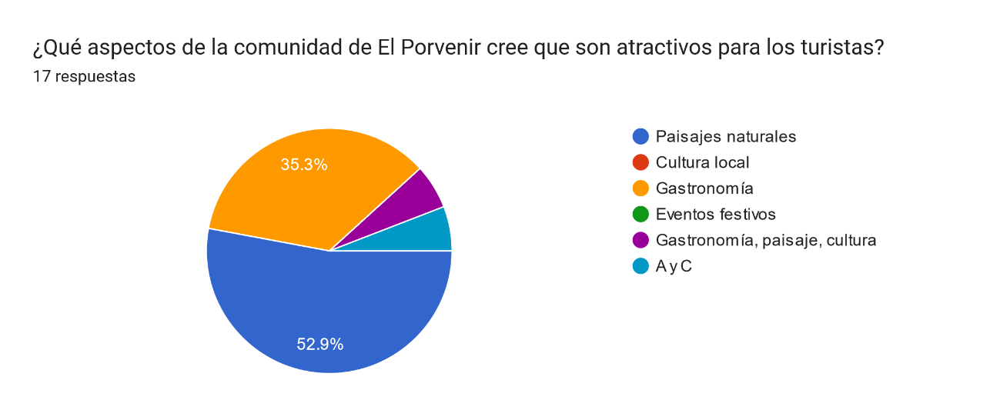 ¿Qué aspectos de la comunidad de El Porvenir cree que son atractivos para los turistas?
17 respuestas
35.3%
52.9%
Paisajes naturales
Cultura local
Gastronomía
Eventos festivos
Gastronomía, paisaje, cultura
A y C